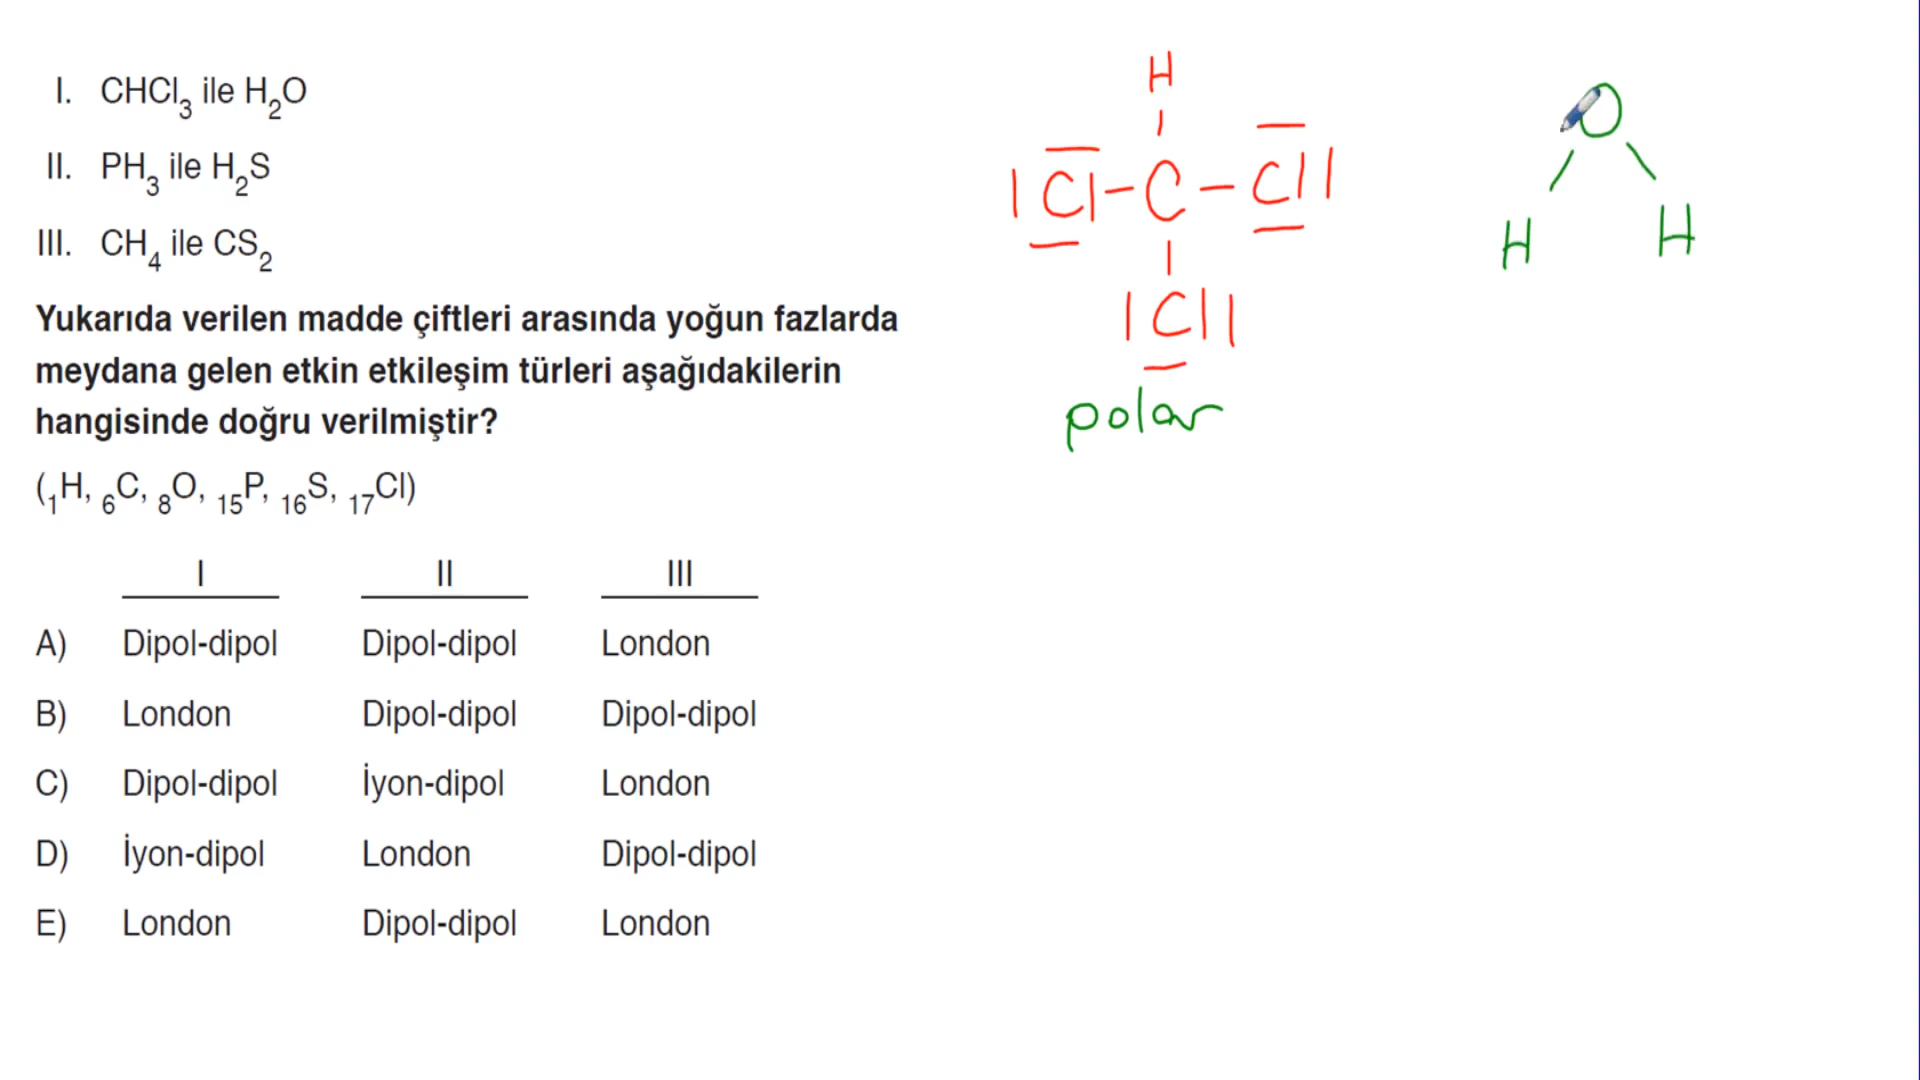 I. CHCl₃ ile H₂O
II. PH₃ ile H₂S
III. CH₄ ile CS₂
Yukarıda verilen madde çiftleri arasında yoğun fazlarda
meydana gelen etkin etkileşim türleri aşağıdakilerin
hangisinde doğru verilmiştir?
(₁H, ₆C, ₈O, ₁₅P, ₁₆S, ₁₇Cl)
I II III
A) Dipol-dipol Dipol-dipol London
B) London Dipol-dipol Dipol-dipol
C) Dipol-dipol İyon-dipol London
D) İyon-dipol London Dipol-dipol
E) London Dipol-dipol London
H
Cl C Cl
Cl
polar
O
H H